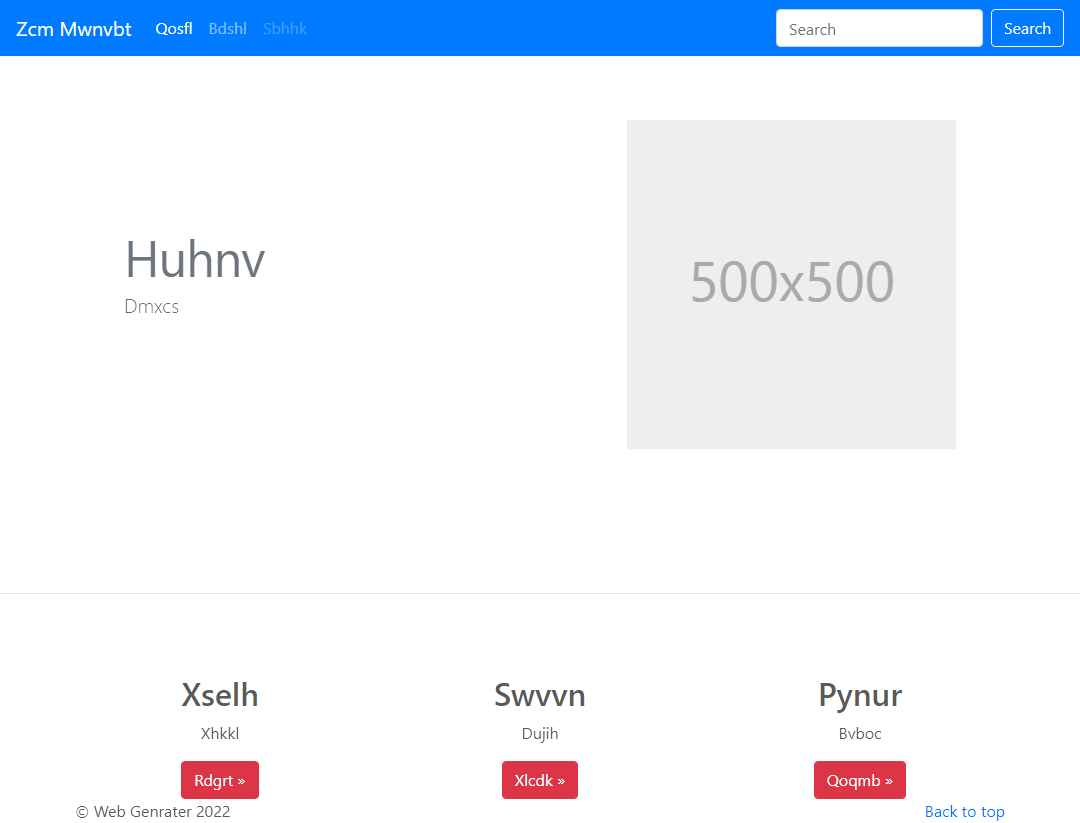 Zcm Mwnvbt Qosfl Bdshl Sbhhk Search Search
Huhnv
Dmxcs
500x500
Xselh Swvvn Pynur
Xhkkl Dujih Bvboc
Rdgrt » Xlcdk » Qoqmb »
© Web Genrater 2022 Back to top